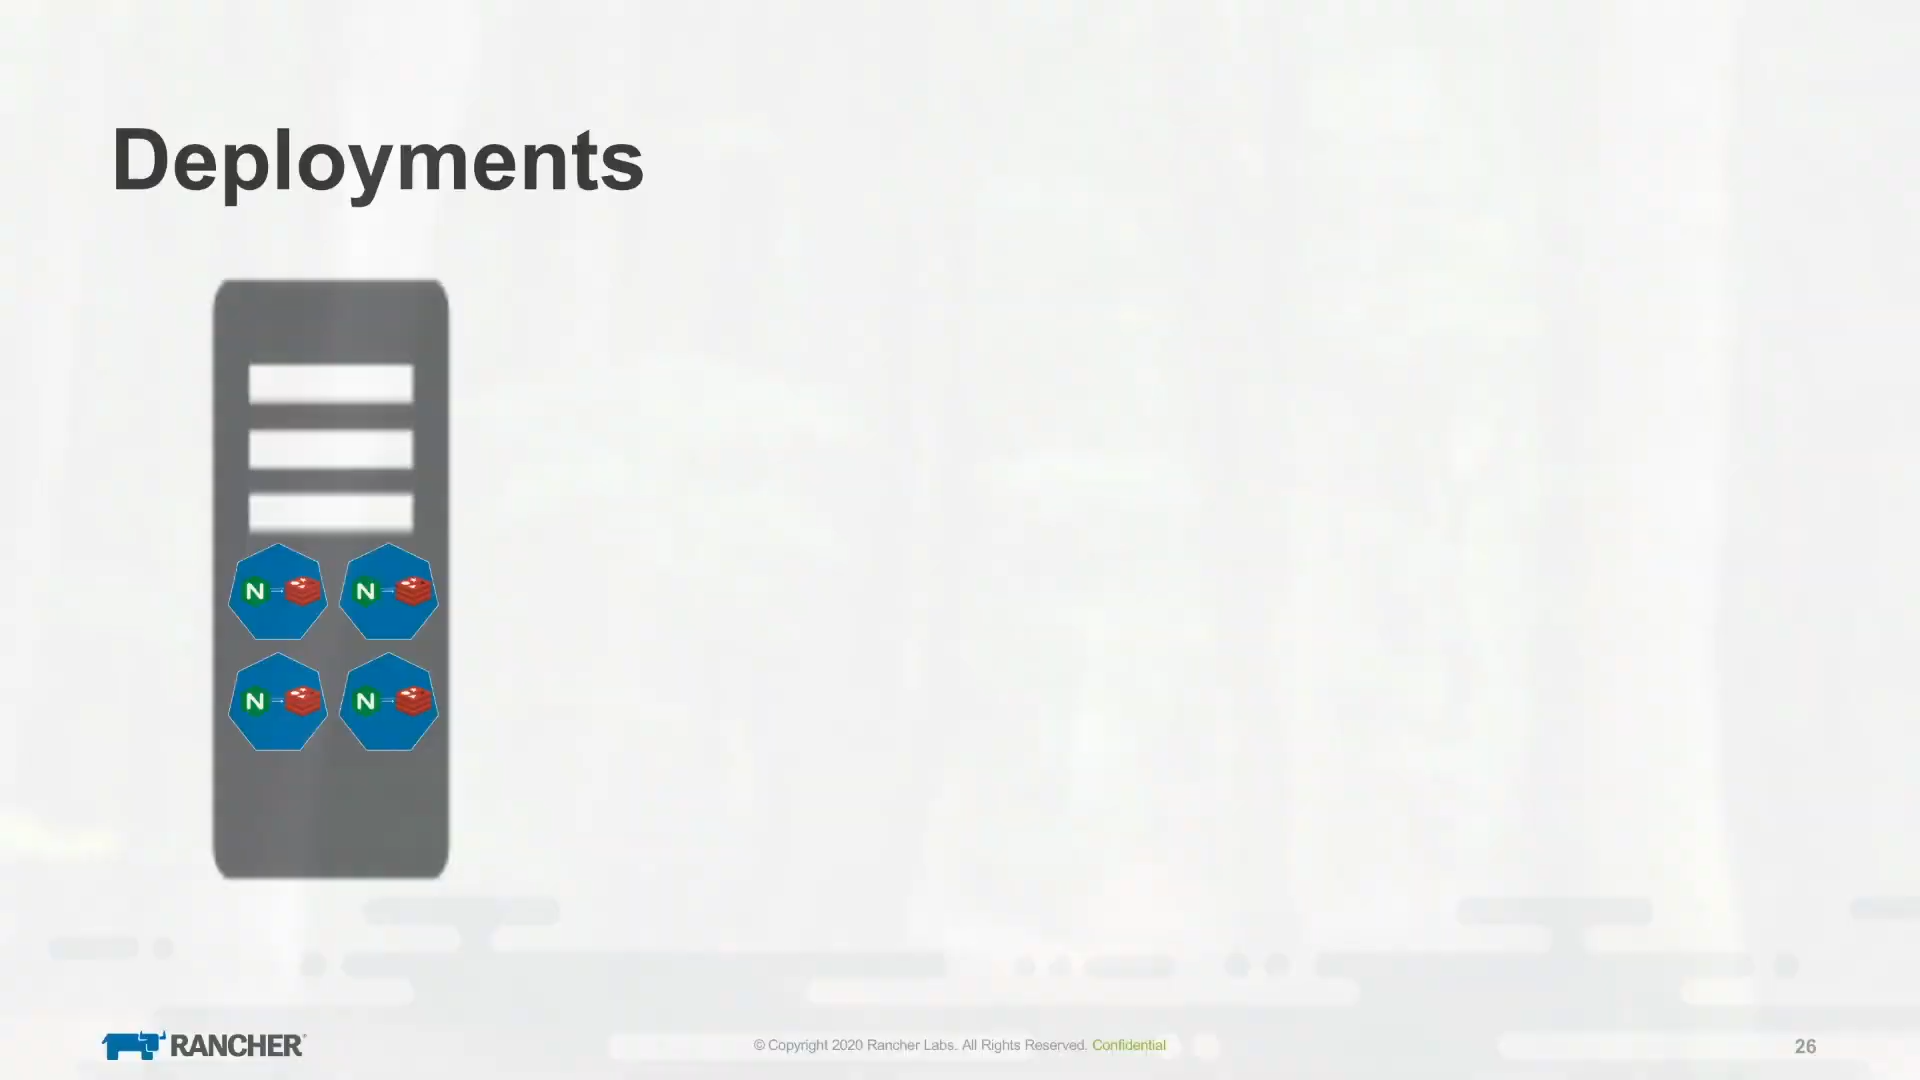 Deployments
N N
N N
RANCHER
© Copyright 2020 Rancher Labs. All Rights Reserved. Confidential
26